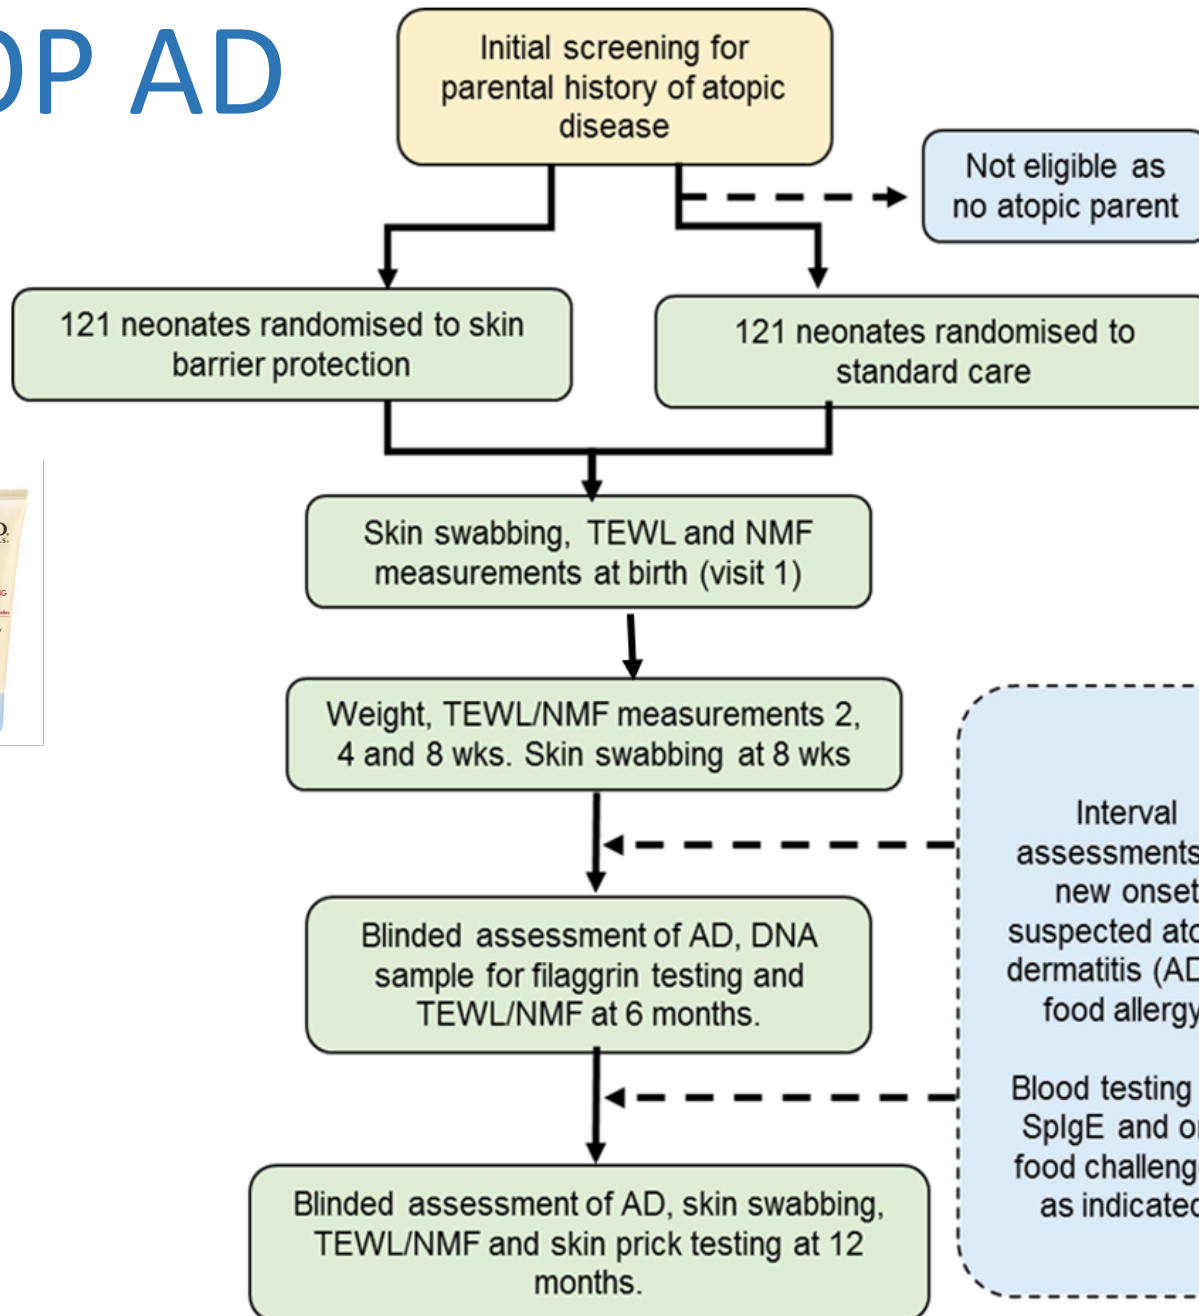 OP AD
Initial screening for
parental history of atopic
disease
Not eligible as
no atopic parent
121 neonates randomised to skin
barrier protection
121 neonates randomised to
standard care
Skin swabbing, TEWL and NMF
measurements at birth (visit 1)
Weight, TEWL/NMF measurements 2,
4 and 8 wks. Skin swabbing at 8 wks
Interval
assessments
new onset
suspected
dermatitis (AD
food allergy
Blood testing
SpIgE and
food
as indicated
Blinded assessment of AD, DNA
sample for filaggrin testing and
TEWL/NMF at 6 months.
Blinded assessment of AD, skin swabbing,
TEWL/NMF and skin prick testing at 12
months.